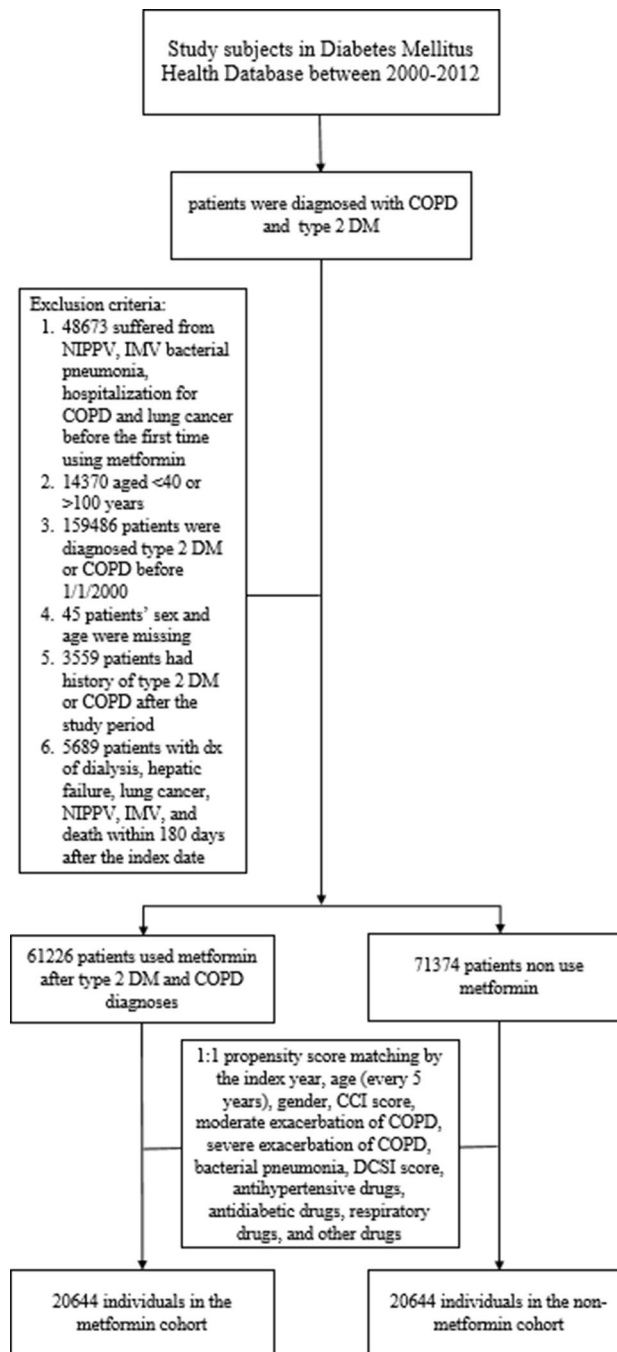 Study subjects in Diabetes Mellitus
Health Database between 2000-2012
patients were diagnosed with COPD
and type 2 DM
Exclusion criteria:
1. 48673 suffered from
NIPPV, IMV bacterial
pneumonia,
hospitalization for
COPD and lung cancer
before the first time
using metformin
2. 14370 aged <40 or
>100 years
3. 159486 patients were
diagnosed type 2 DM
or COPD before
1/1/2000
4. 45 patients’ sex and
age were missing
5. 3559 patients had
history of type 2 DM
or COPD after the
study period
6. 5689 patients with dx
of dialysis, hepatic
failure, lung cancer,
NIPPV, IMV, and
death within 180 days
after the index date
61226 patients used metformin
after type 2 DM and COPD
diagnoses
71374 patients non use
metformin
1:1 propensity score matching by
the index year, age (every 5
years), gender, CCI score,
moderate exacerbation of COPD,
severe exacerbation of COPD,
bacterial pneumonia, DCSI score,
antihypertensive drugs,
antidiabetic drugs, respiratory
drugs, and other drugs
20644 individuals in the
metformin cohort
20644 individuals in the non-
metformin cohort